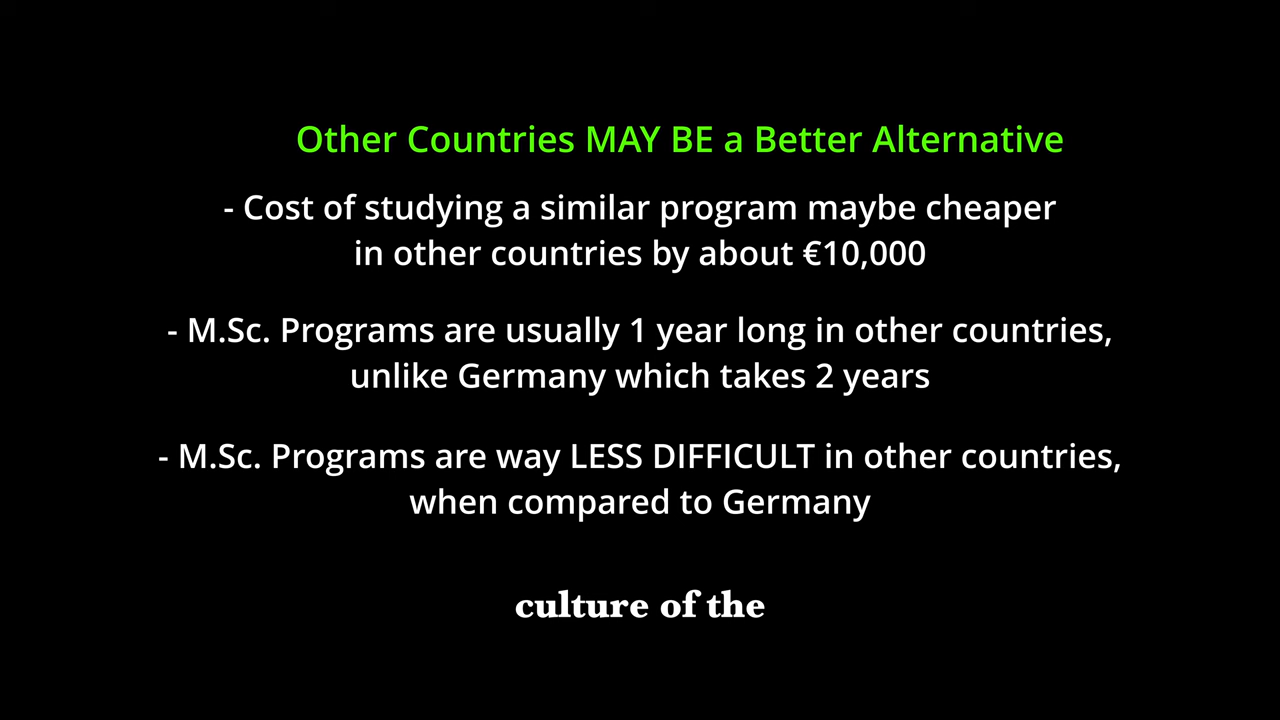 Other Countries MAY BE a Better Alternative
- Cost of studying a similar program maybe cheaper
in other countries by about €10,000
- M.Sc. Programs are usually 1 year long in other countries,
unlike Germany which takes 2 years
- M.Sc. Programs are way LESS DIFFICULT in other countries,
when compared to Germany
culture of the